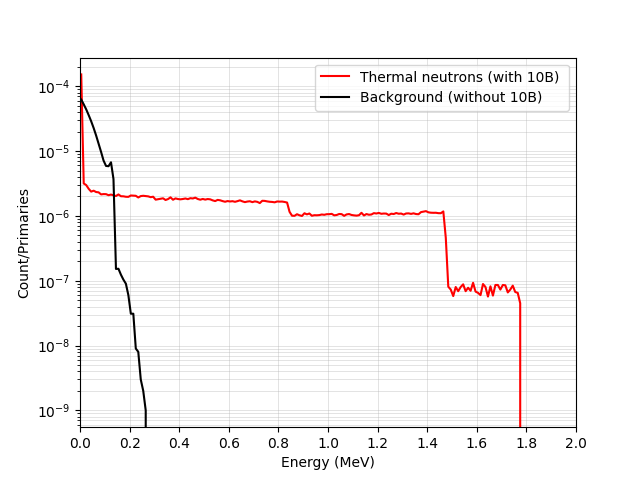 Thermal neutrons (with 10B)
Background (without 10B)
Count/Primaries
10⁻⁴
10⁻⁵
10⁻⁶
10⁻⁷
10⁻⁸
10⁻⁹
0.0 0.2 0.4 0.6 0.8 1.0 1.2 1.4 1.6 1.8 2.0
Energy (MeV)